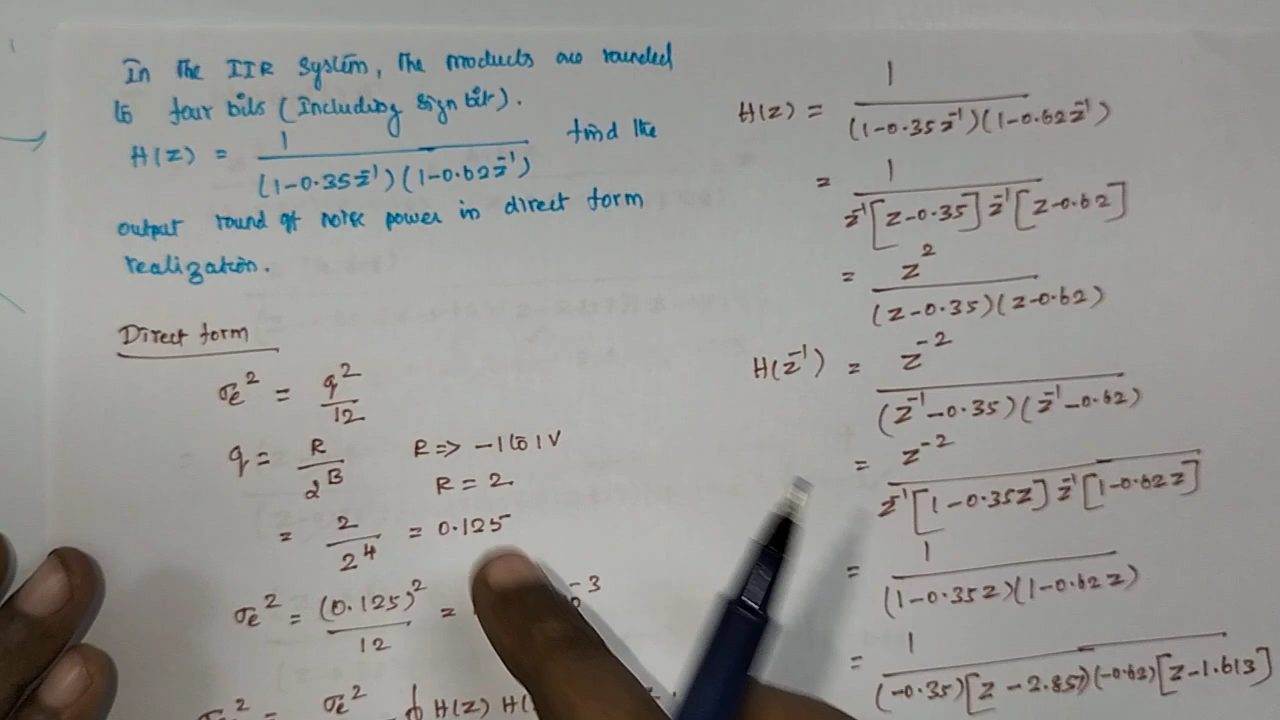 In The IIR System, The products are rounded
to four bits (Including Sign bit).
H(z) = 1 / (1-0.35z⁻¹)(1-0.62z⁻¹) find the
output round off noise power in direct form
realization.
Direct form
σe² = q²/12
q = R/2^B R => -1 to 1V
R = 2
= 2/2⁴ = 0.125
σe² = (0.125)²/12 =
σe² ∮ H(z) H(
H(z) = 1 / (1-0.35z⁻¹)(1-0.62z⁻¹)
= 1 / z⁻¹[z-0.35] z⁻¹[z-0.62]
= z² / (z-0.35)(z-0.62)
H(z⁻¹) = z⁻² / (z⁻¹-0.35)(z⁻¹-0.62)
= z⁻² / z⁻¹[1-0.35z] z⁻¹[1-0.62z]
= 1 / (1-0.35z)(1-0.62z)
= 1 / (-0.35)[z-2.857)(-0.62)[z-1.613]